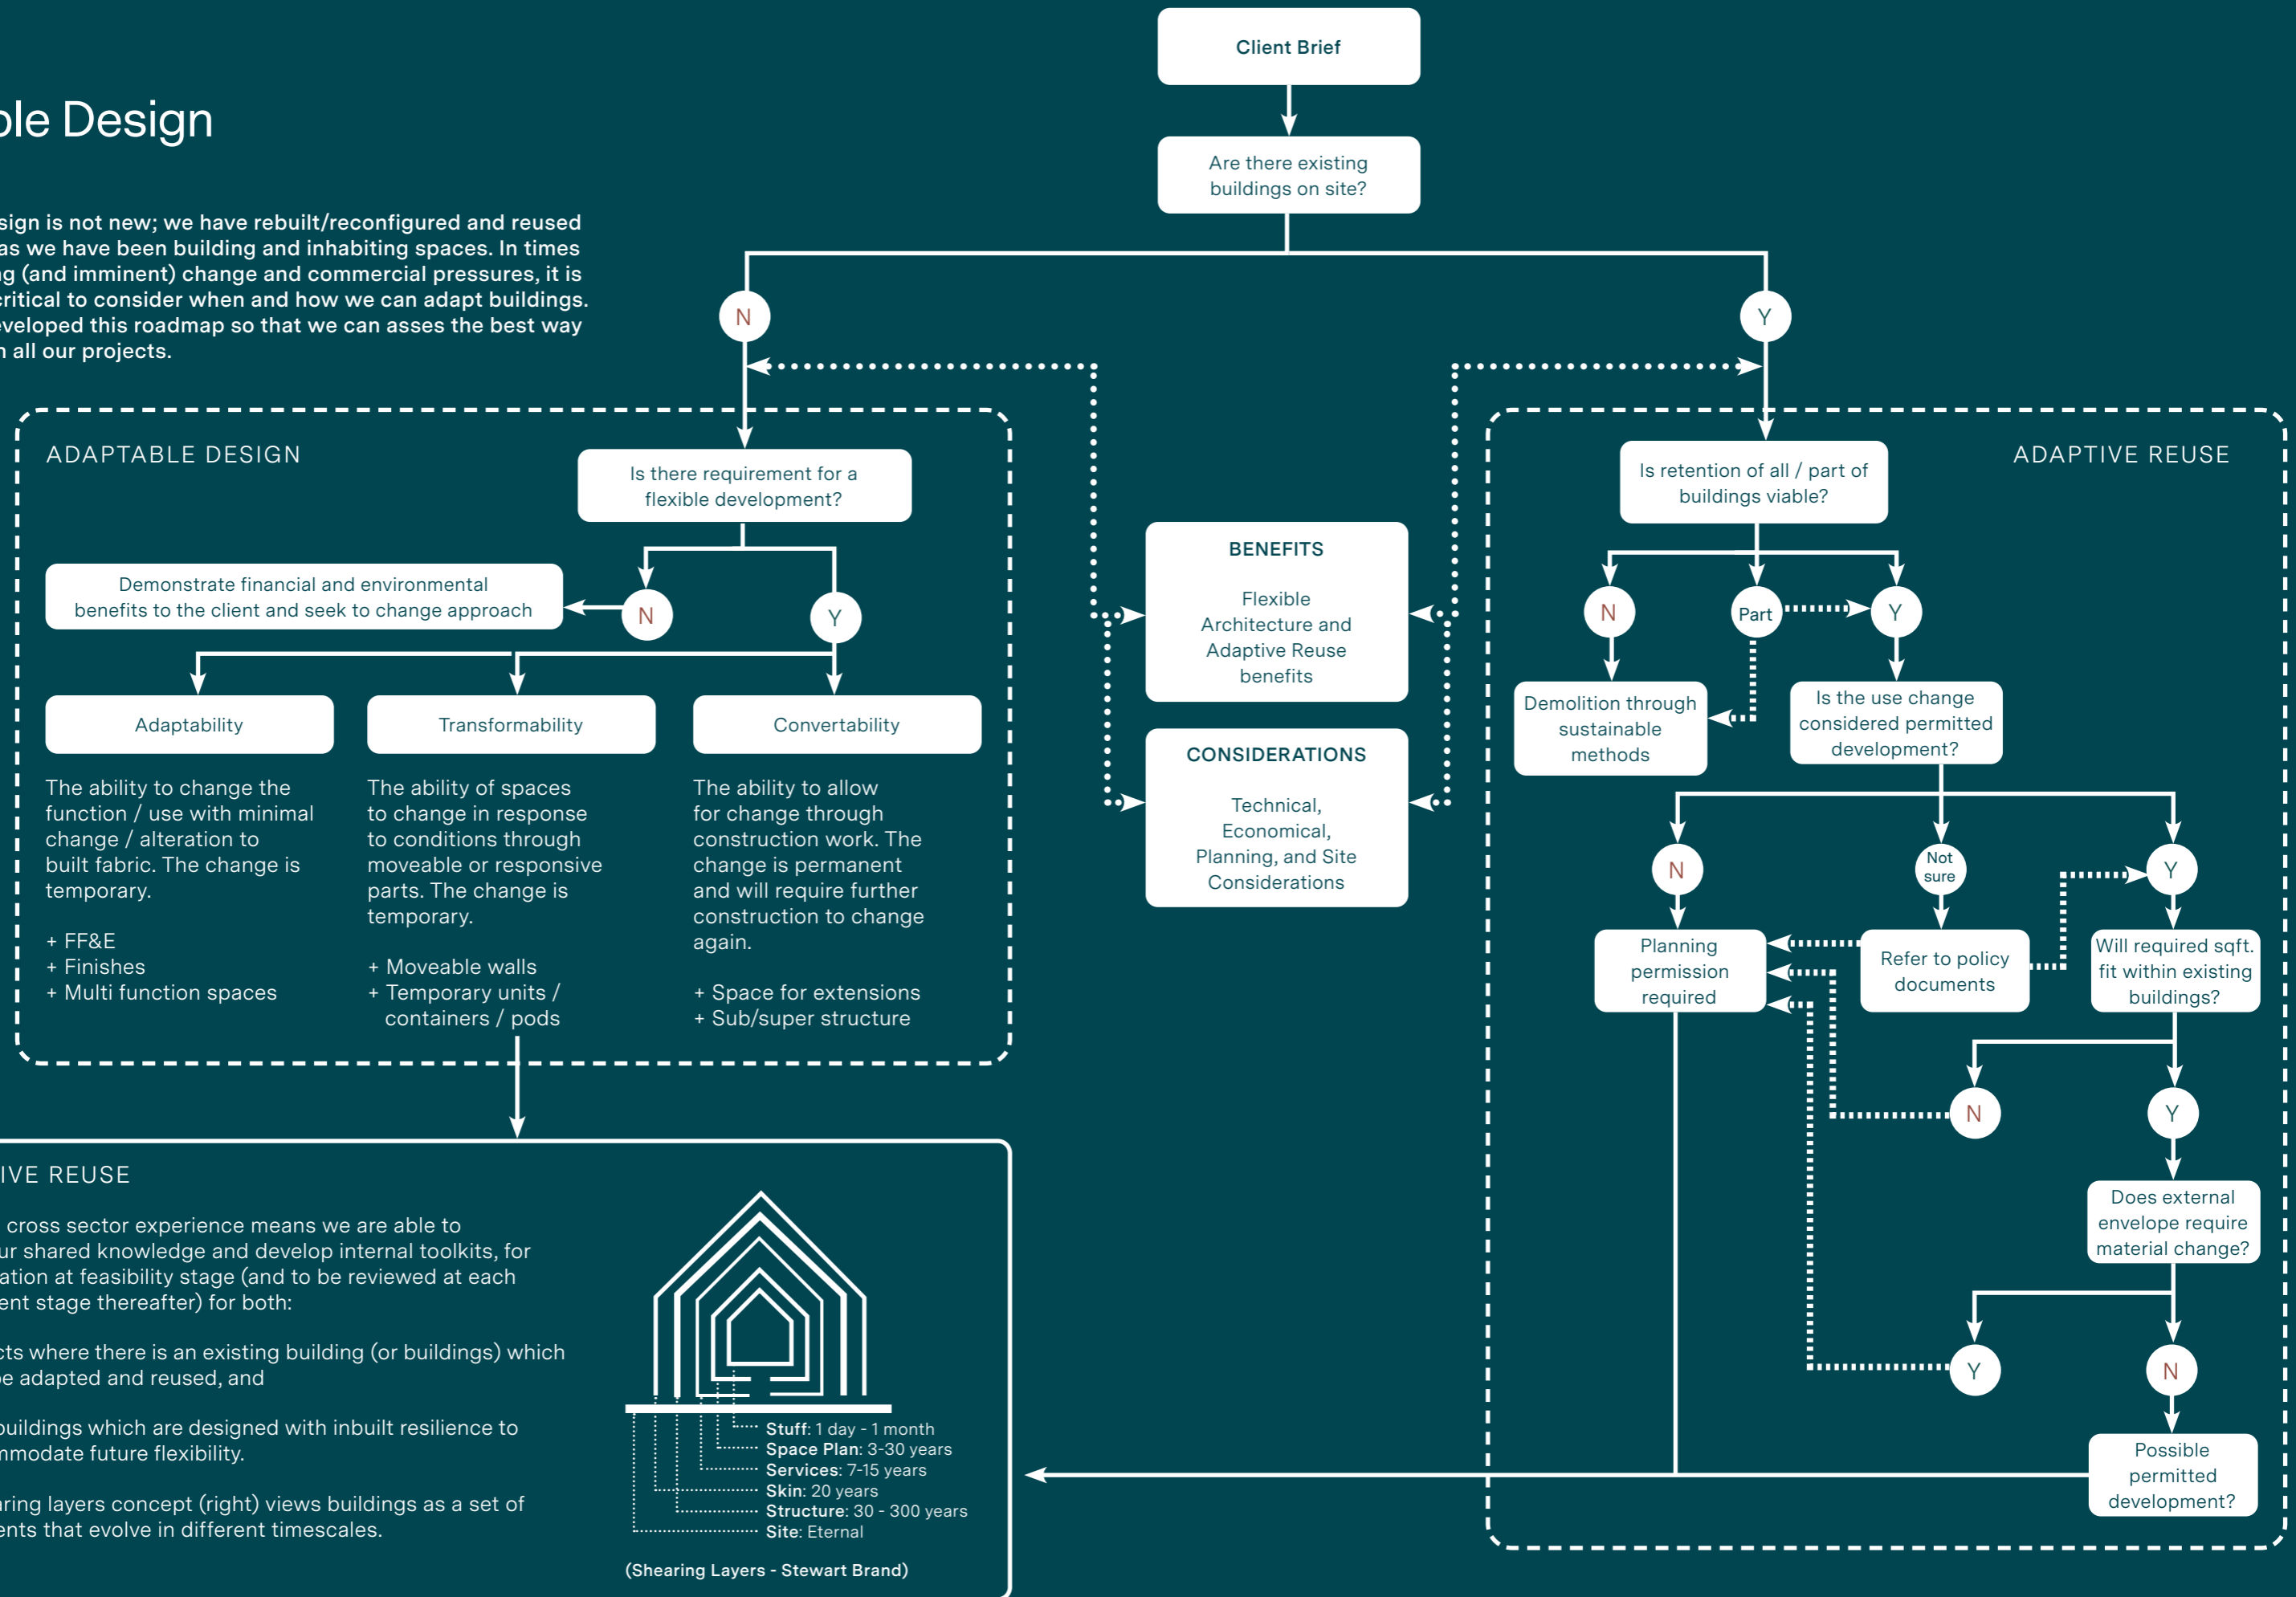 ble Design
sign is not new; we have rebuilt/reconfigured and reused
as we have been building and inhabiting spaces. In times
g (and imminent) change and commercial pressures, it is
critical to consider when and how we can adapt buildings.
eveloped this roadmap so that we can asses the best way
n all our projects.
Client Brief
Are there existing
buildings on site?
N
Y
ADAPTABLE DESIGN
Is there requirement for a
flexible development?
Demonstrate financial and environmental
benefits to the client and seek to change approach
N
Y
Adaptability
The ability to change the
function / use with minimal
change / alteration to
built fabric. The change is
temporary.
+ FF&E
+ Finishes
+ Multi function spaces
Transformability
The ability of spaces
to change in response
to conditions through
moveable or responsive
parts. The change is
temporary.
+ Moveable walls
+ Temporary units /
containers / pods
Convertability
The ability to allow
for change through
construction work. The
change is permanent
and will require further
construction to change
again.
+ Space for extensions
+ Sub/super structure
BENEFITS
Flexible
Architecture and
Adaptive Reuse
benefits
CONSIDERATIONS
Technical,
Economical,
Planning, and Site
Considerations
ADAPTIVE REUSE
Is retention of all / part of
buildings viable?
N
Part
Y
Demolition through
sustainable
methods
Is the use change
considered permitted
development?
N
Not
sure
Y
Planning
permission
required
Refer to policy
documents
Will required sqft.
fit within existing
buildings?
N
Y
Does external
envelope require
material change?
Y
N
Possible
permitted
development?
IVE REUSE
cross sector experience means we are able to
ur shared knowledge and develop internal toolkits, for
ation at feasibility stage (and to be reviewed at each
ent stage thereafter) for both:
cts where there is an existing building (or buildings) which
be adapted and reused, and
buildings which are designed with inbuilt resilience to
mmodate future flexibility.
aring layers concept (right) views buildings as a set of
ents that evolve in different timescales.
Stuff: 1 day - 1 month
Space Plan: 3-30 years
Services: 7-15 years
Skin: 20 years
Structure: 30 - 300 years
Site: Eternal
(Shearing Layers - Stewart Brand)